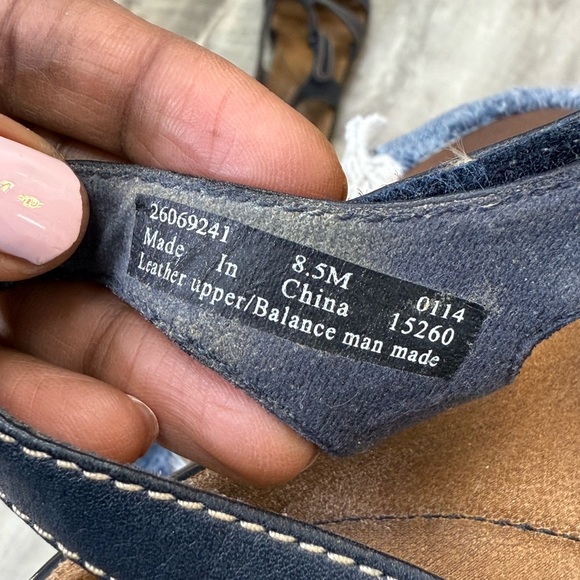 26069241 8.5M 0114
Made In China 15260
Leather upper/Balance man made